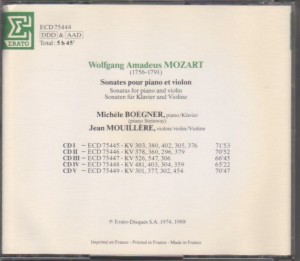 ERATO
ECD 75444
DDD & AAD
Total : 5 h 45'
Wolfgang Amadeus MOZART
(1756-1791)
Sonates pour piano et violon
Sonatas for piano and violin
Sonaten für Klavier und Violine
Michèle BOEGNER, piano/Klavier
(piano Steinway)
Jean MOUILLÈRE, violon/violin/Violine
CD I – ECD 75445 - KV 303, 380, 402, 305, 376 71'53
CD II – ECD 75446 - KV 378, 360, 296, 379 70'52
CD III – ECD 75447 - KV 526, 547, 306 66'45
CD IV – ECD 75448 - KV 481, 403, 304, 359 65'22
CD V – ECD 75449 - KV 301, 377, 302, 454 70'47
℗ Erato-Disques S.A. 1974, 1989
Imprimé en France - Printed in France - Made in France